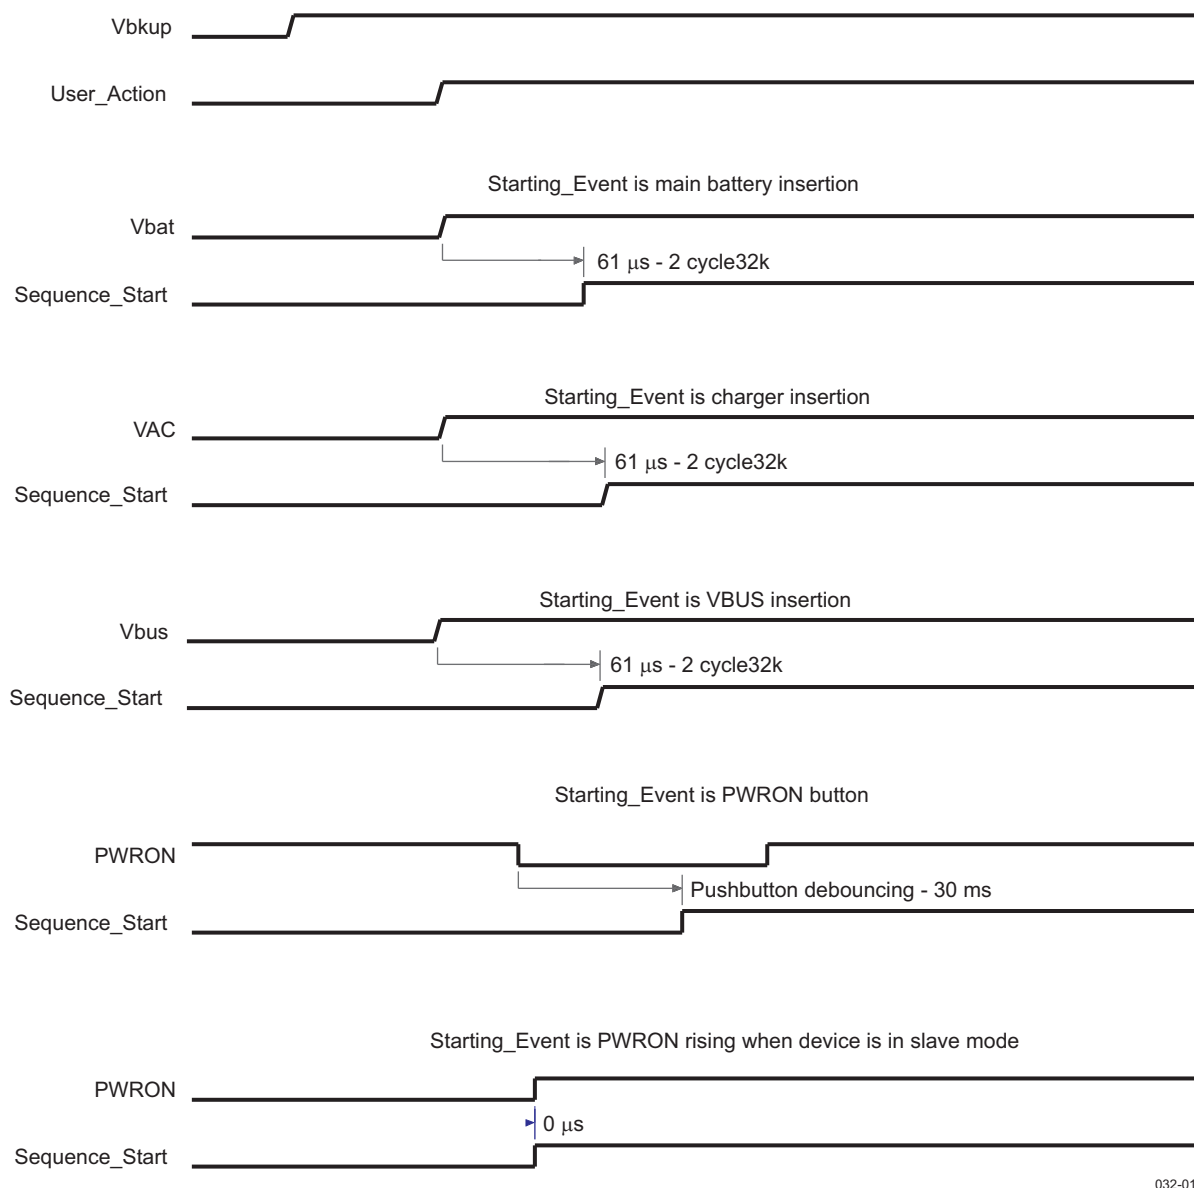 Vbkup
User_Action
Starting_Event is main battery insertion
Vbat
61 μs - 2 cycle32k
Sequence_Start
Starting_Event is charger insertion
VAC
61 μs - 2 cycle32k
Sequence_Start
Starting_Event is VBUS insertion
Vbus
61 μs - 2 cycle32k
Sequence_Start
Starting_Event is PWRON button
PWRON
Pushbutton debouncing - 30 ms
Sequence_Start
Starting_Event is PWRON rising when device is in slave mode
PWRON
0 μs
Sequence_Start
032-01